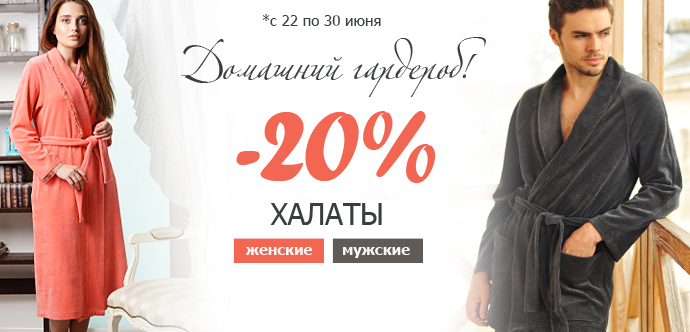 *с 22 по 30 июня
Домашний гардероб!
-20%
ХАЛАТЫ
женские мужские